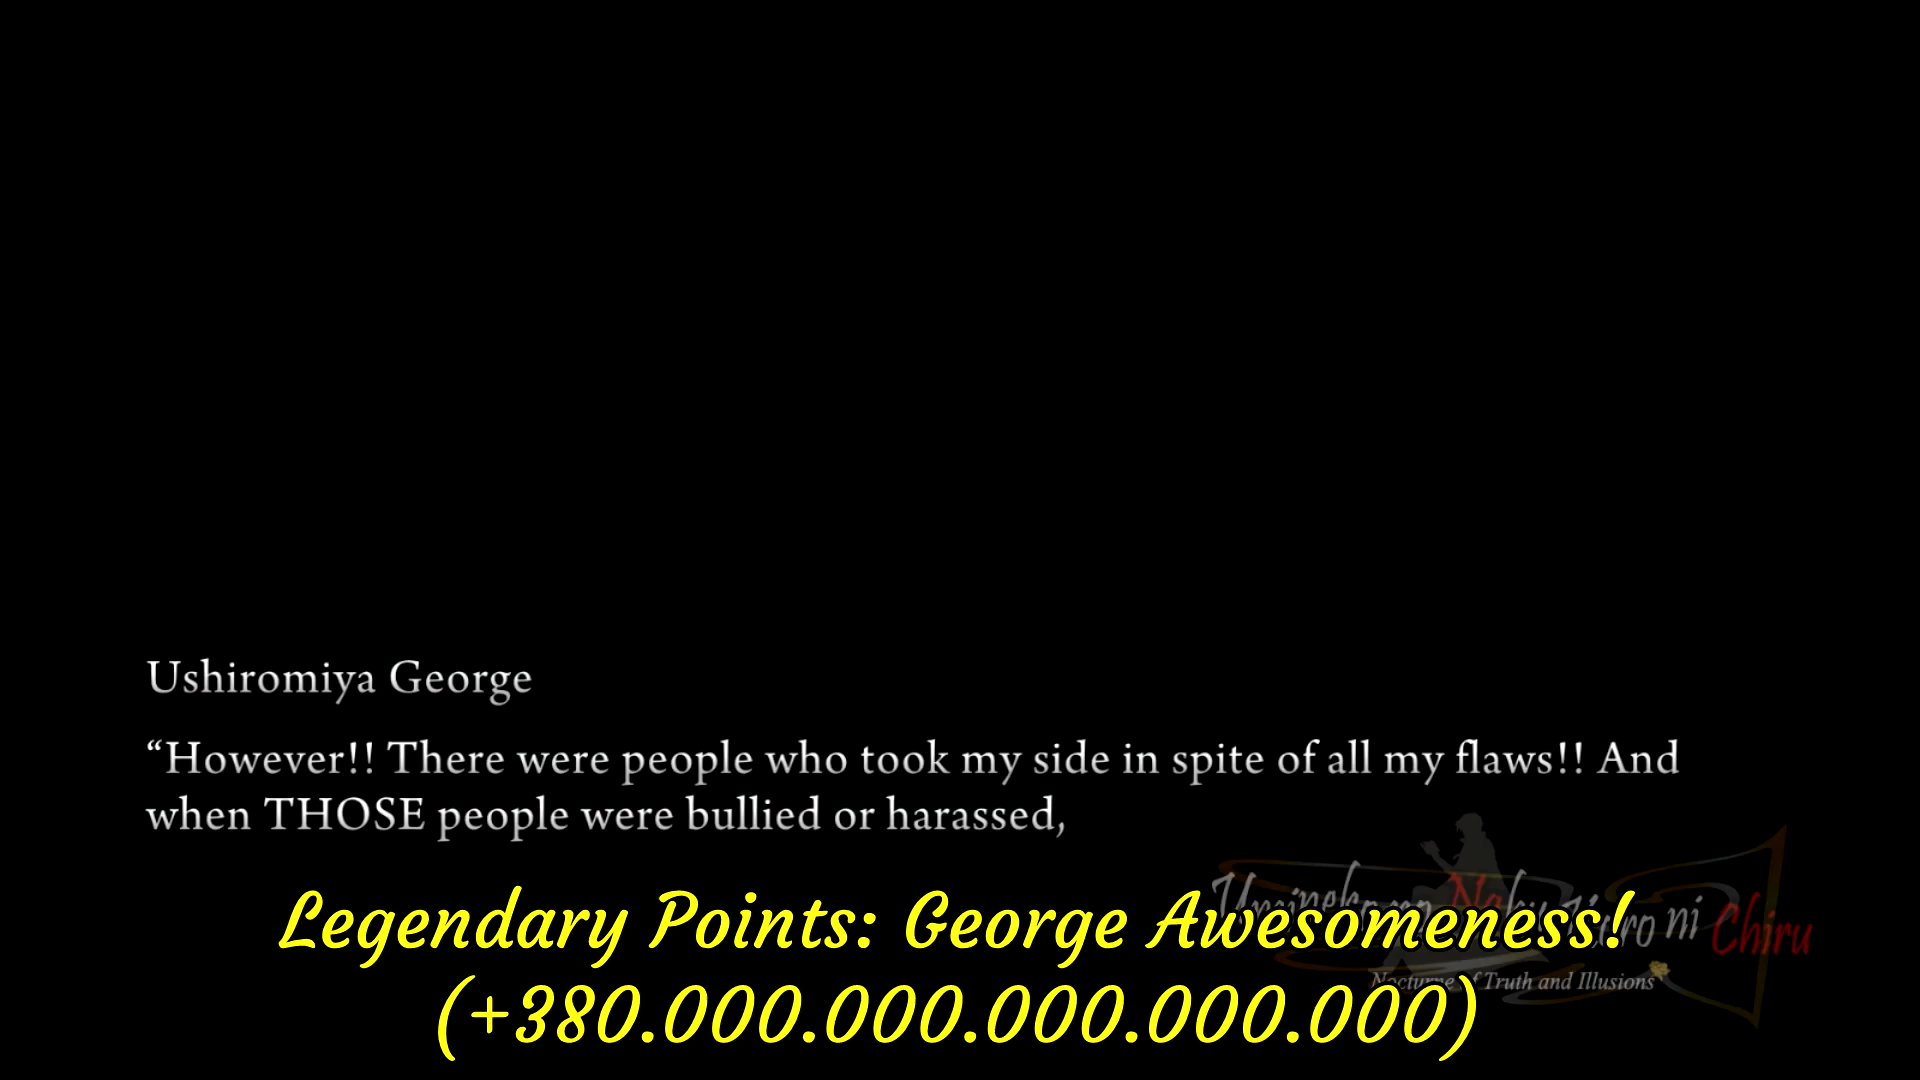 Ushiromiya George
“However!! There were people who took my side in spite of all my flaws!! And
when THOSE people were bullied or harassed,
Legendary Points: George Awesomeness!
(+380.000.000.000.000.000)
ni Chiru
Nocturne of Truth and Illusions